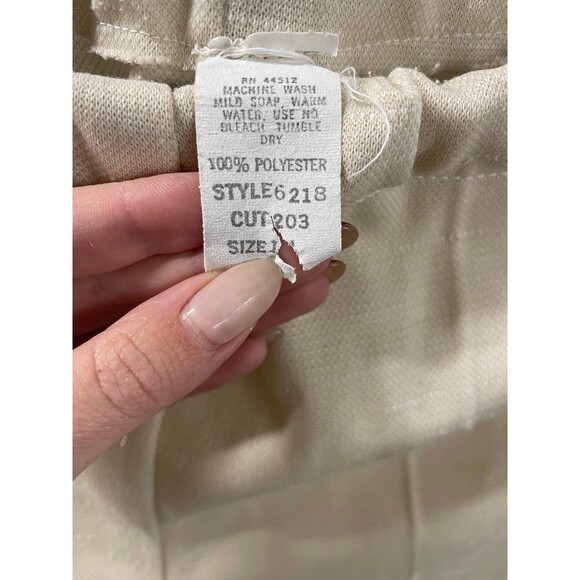 RN 44512
MACHINE WASH
MILD SOAP, WARM
WATER, USE NO
BLEACH TUMBLE
DRY
100% POLYESTER
STYLE 6218
CUT 203
SIZE